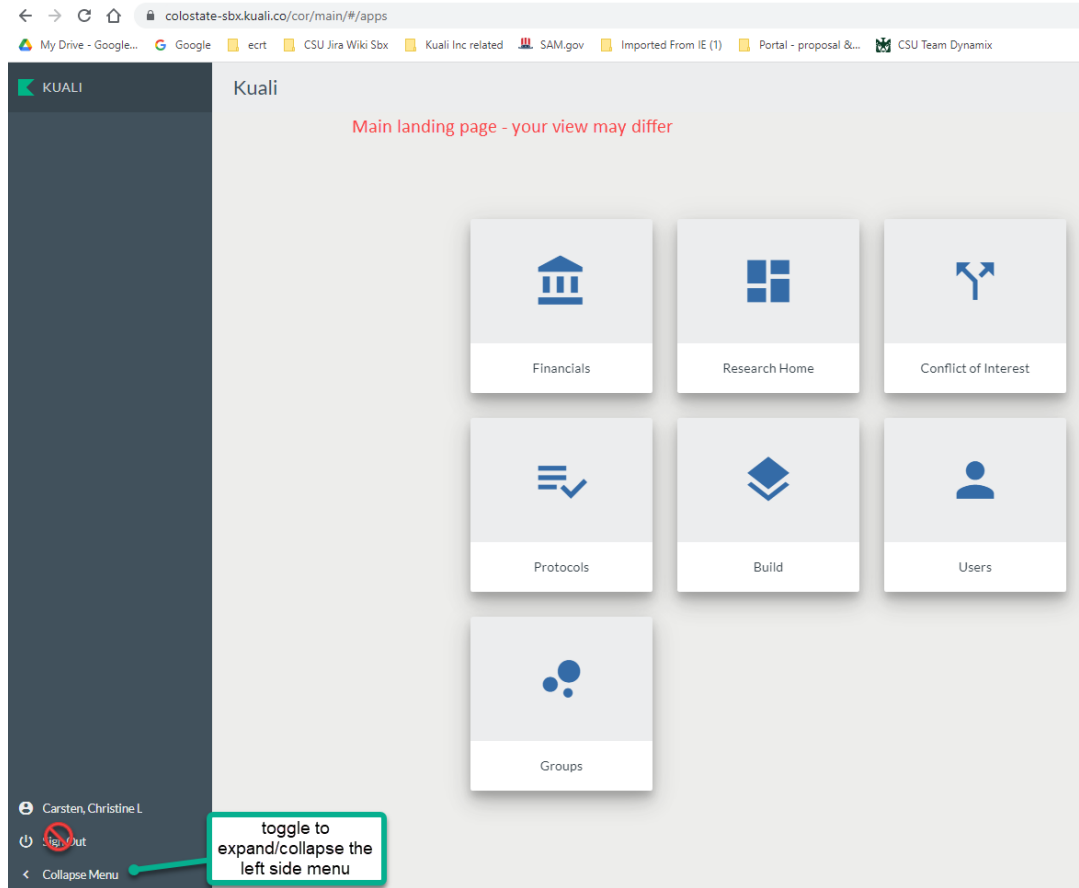 colostate-sbx.kuali.co/cor/main/#/apps
My Drive - Google... Google ecrt CSU Jira Wiki Sbx Kuali Inc related SAM.gov Imported From IE (1) Portal - proposal &... CSU Team Dynamix
KUALI
Kuali
Main landing page - your view may differ
Financials
Research Home
Conflict of Interest
Protocols
Build
Users
Groups
Carsten, Christine L
Sign Out
Collapse Menu
toggle to
expand/collapse the
left side menu